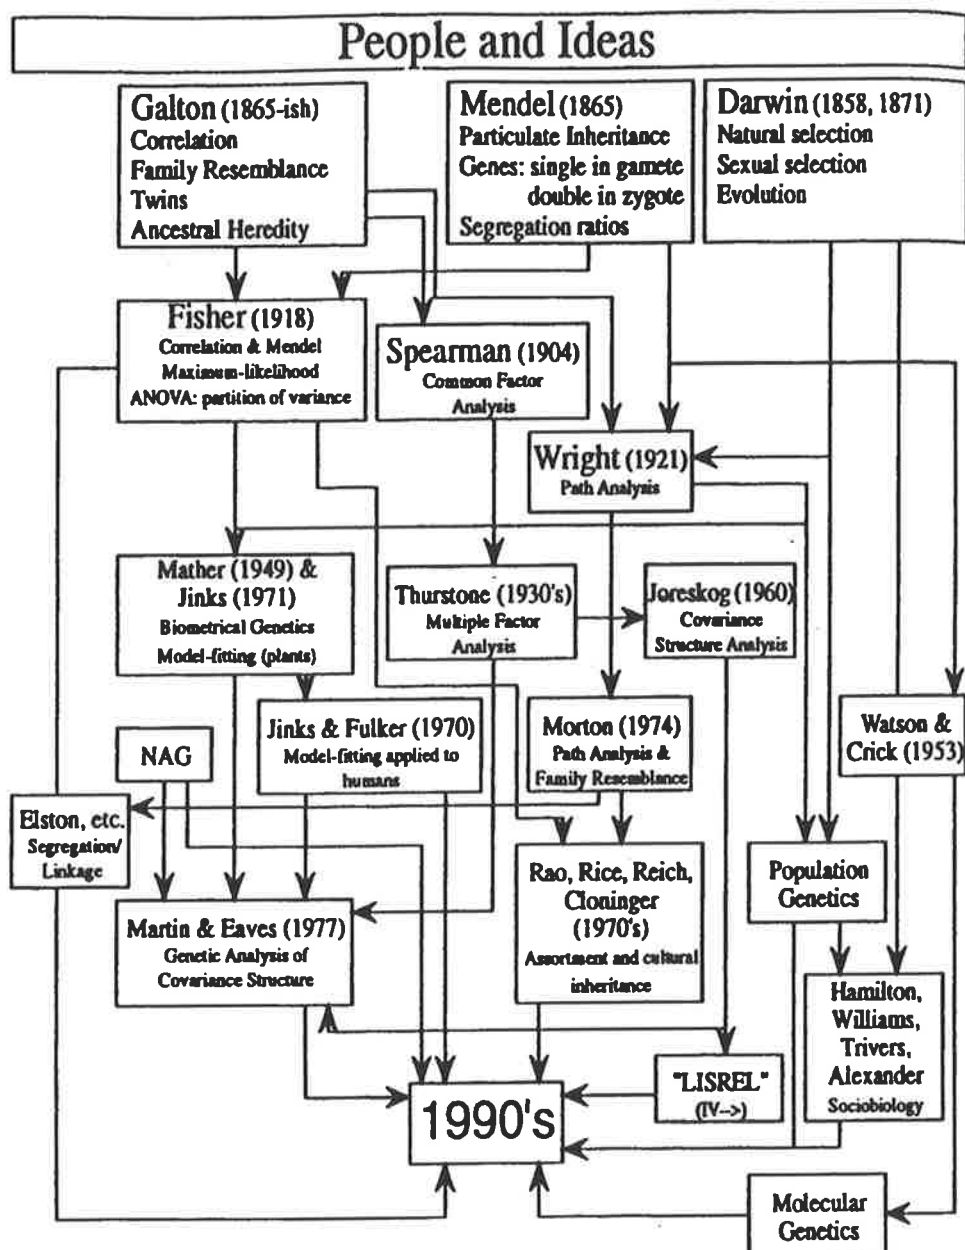 People and Ideas
Galton (1865-ish)
Correlation
Family Resemblance
Twins
Ancestral Heredity
Mendel (1865)
Particulate Inheritance
Genes: single in gamete
double in zygote
Segregation ratios
Darwin (1858, 1871)
Natural selection
Sexual selection
Evolution
Fisher (1918)
Correlation & Mendel
Maximum-likelihood
ANOVA: partition of variance
Spearman (1904)
Common Factor
Analysis
Wright (1921)
Path Analysis
Mather (1949) &
Jinks (1971)
Biometrical Genetics
Model-fitting (plants)
Thurstone (1930's)
Multiple Factor
Analysis
Joreskog (1960)
Covariance
Structure Analysis
Jinks & Fulker (1970)
Model-fitting applied to
humans
Morton (1974)
Path Analysis &
Family Resemblance
Watson &
Crick (1953)
NAG
Elston, etc.
Segregation/
Linkage
Rao, Rice, Reich,
Cloninger
(1970's)
Assortment and cultural
inheritance
Population
Genetics
Martin & Eaves (1977)
Genetic Analysis of
Covariance Structure
Hamilton,
Williams,
Trivers,
Alexander
Sociobiology
"LISREL"
(IV-->)
1990's
Molecular
Genetics